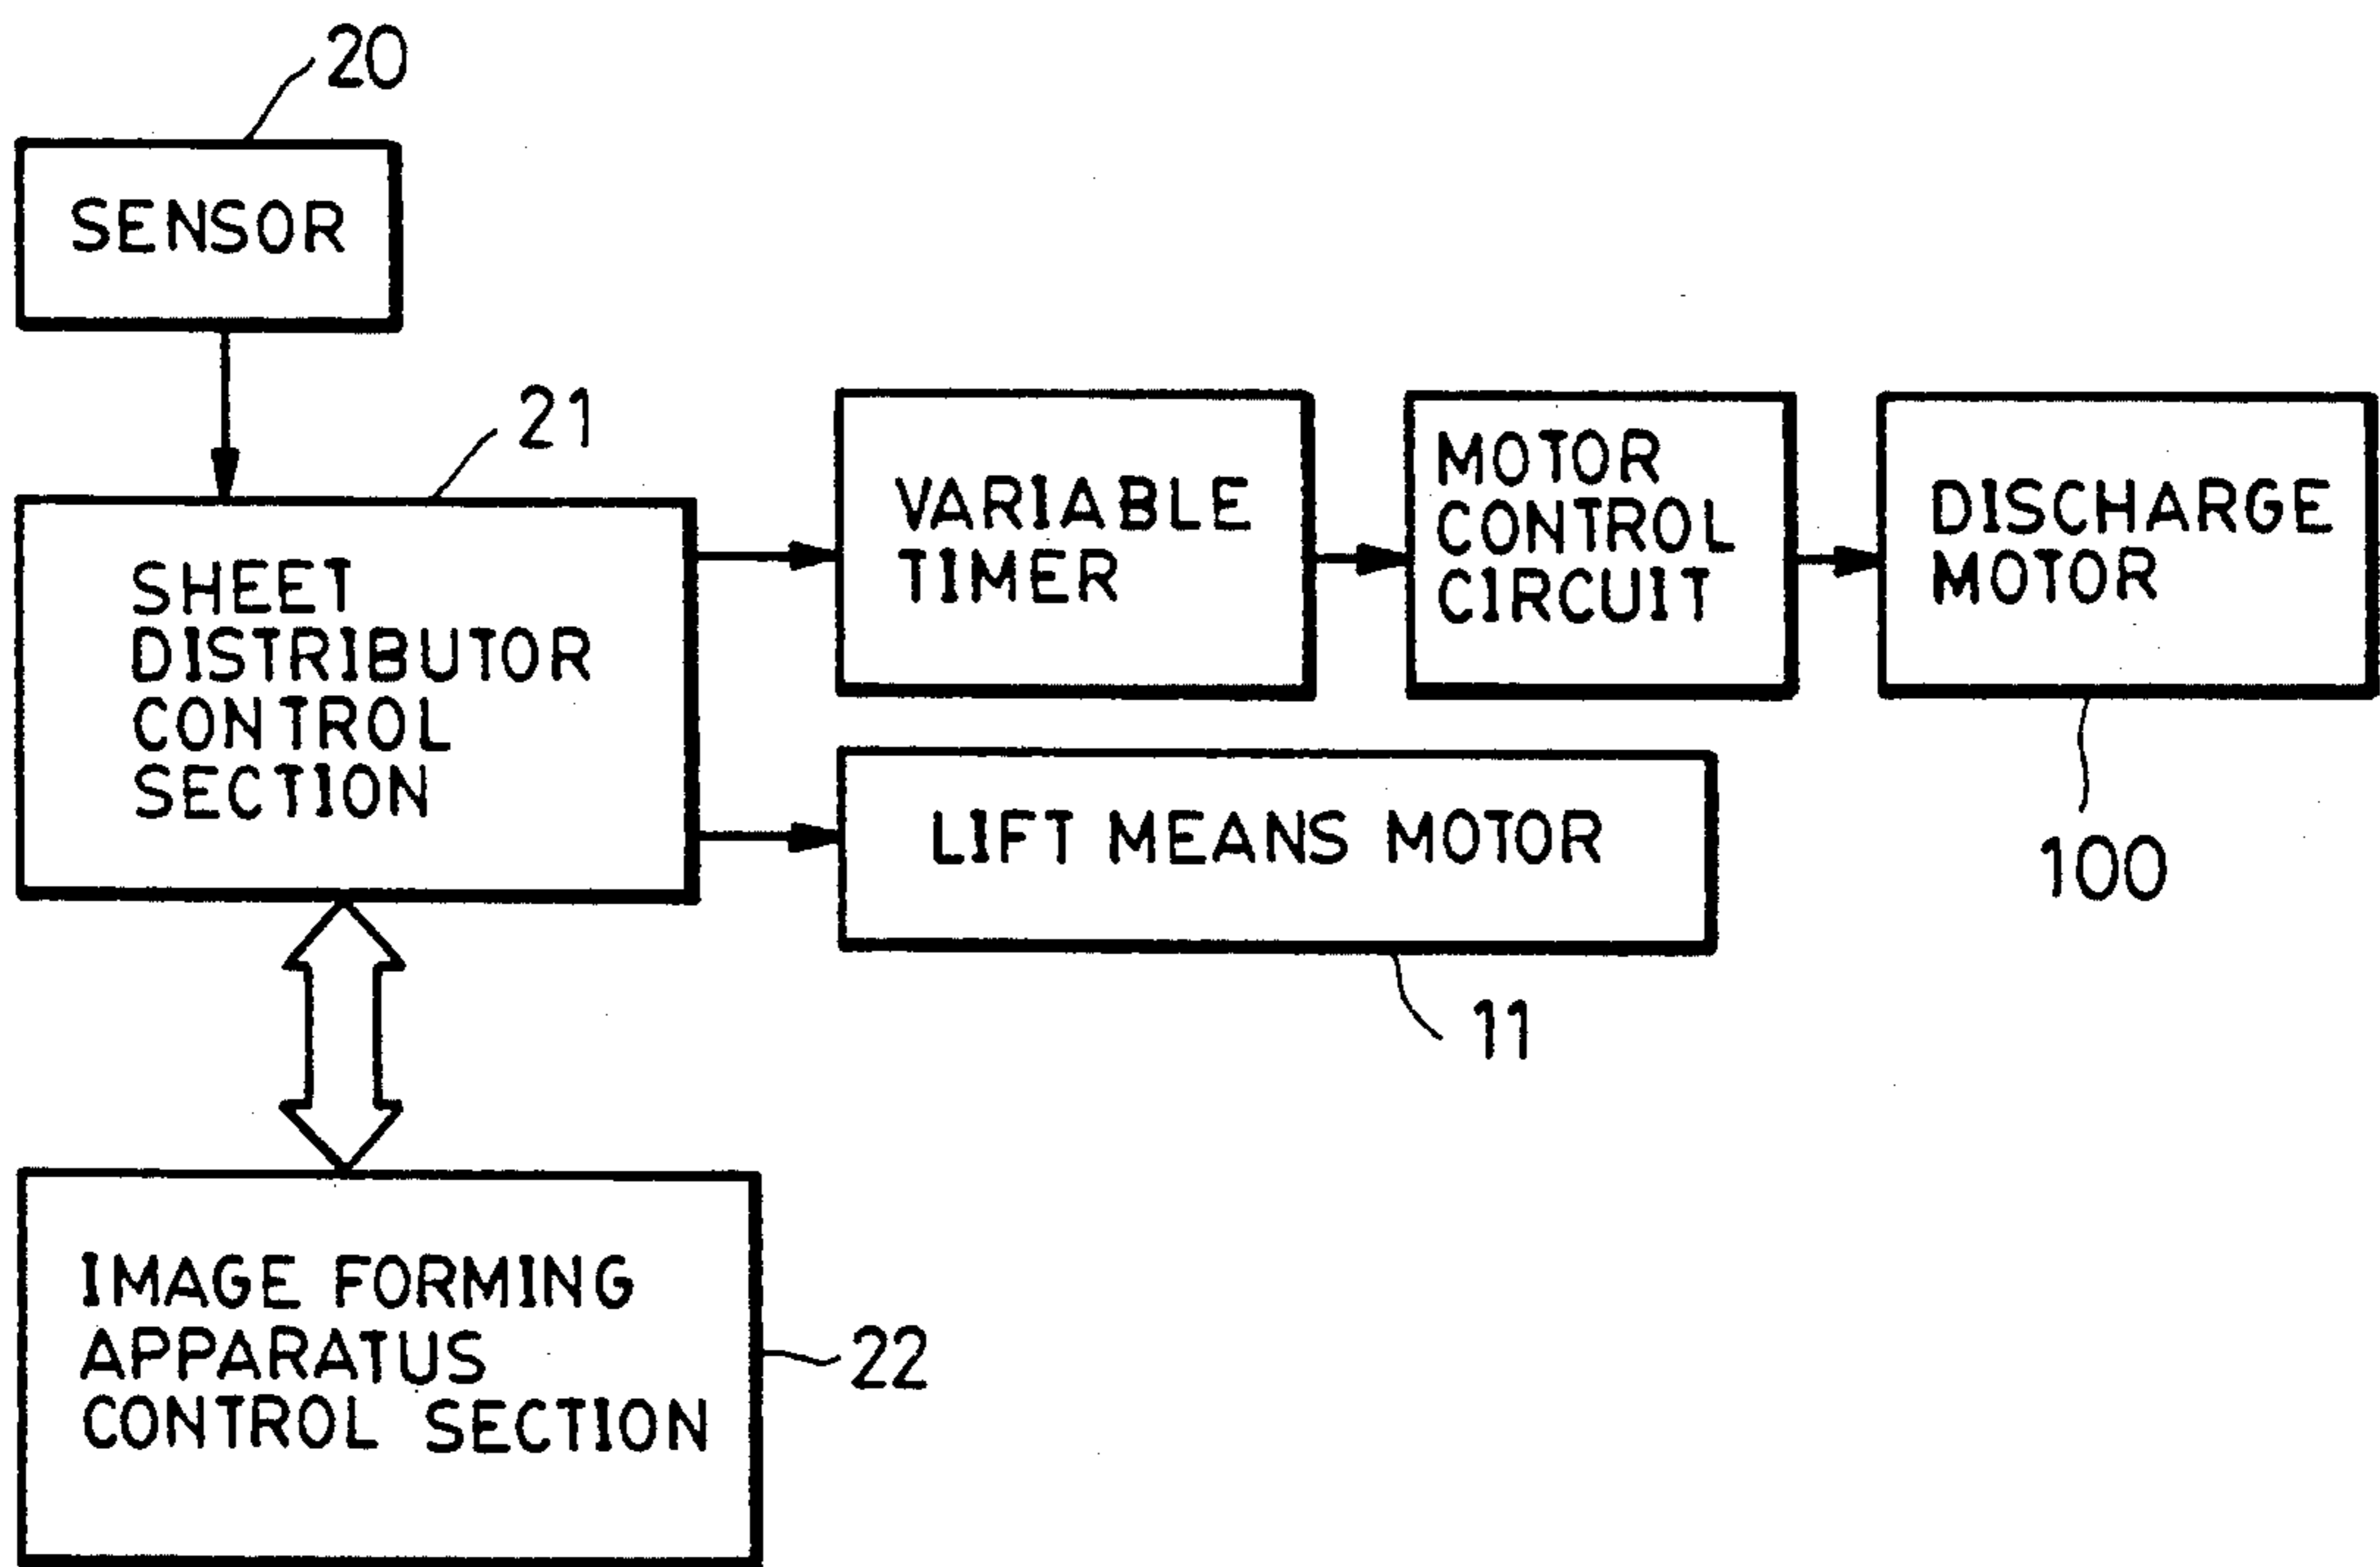 20
SENSOR
21
SHEET
DISTRIBUTOR
CONTROL
SECTION
VARIABLE
TIMER
MOTOR
CONTROL
CIRCUIT
DISCHARGE
MOTOR
100
LIFT MEANS MOTOR
11
IMAGE FORMING
APPARATUS
CONTROL SECTION
22